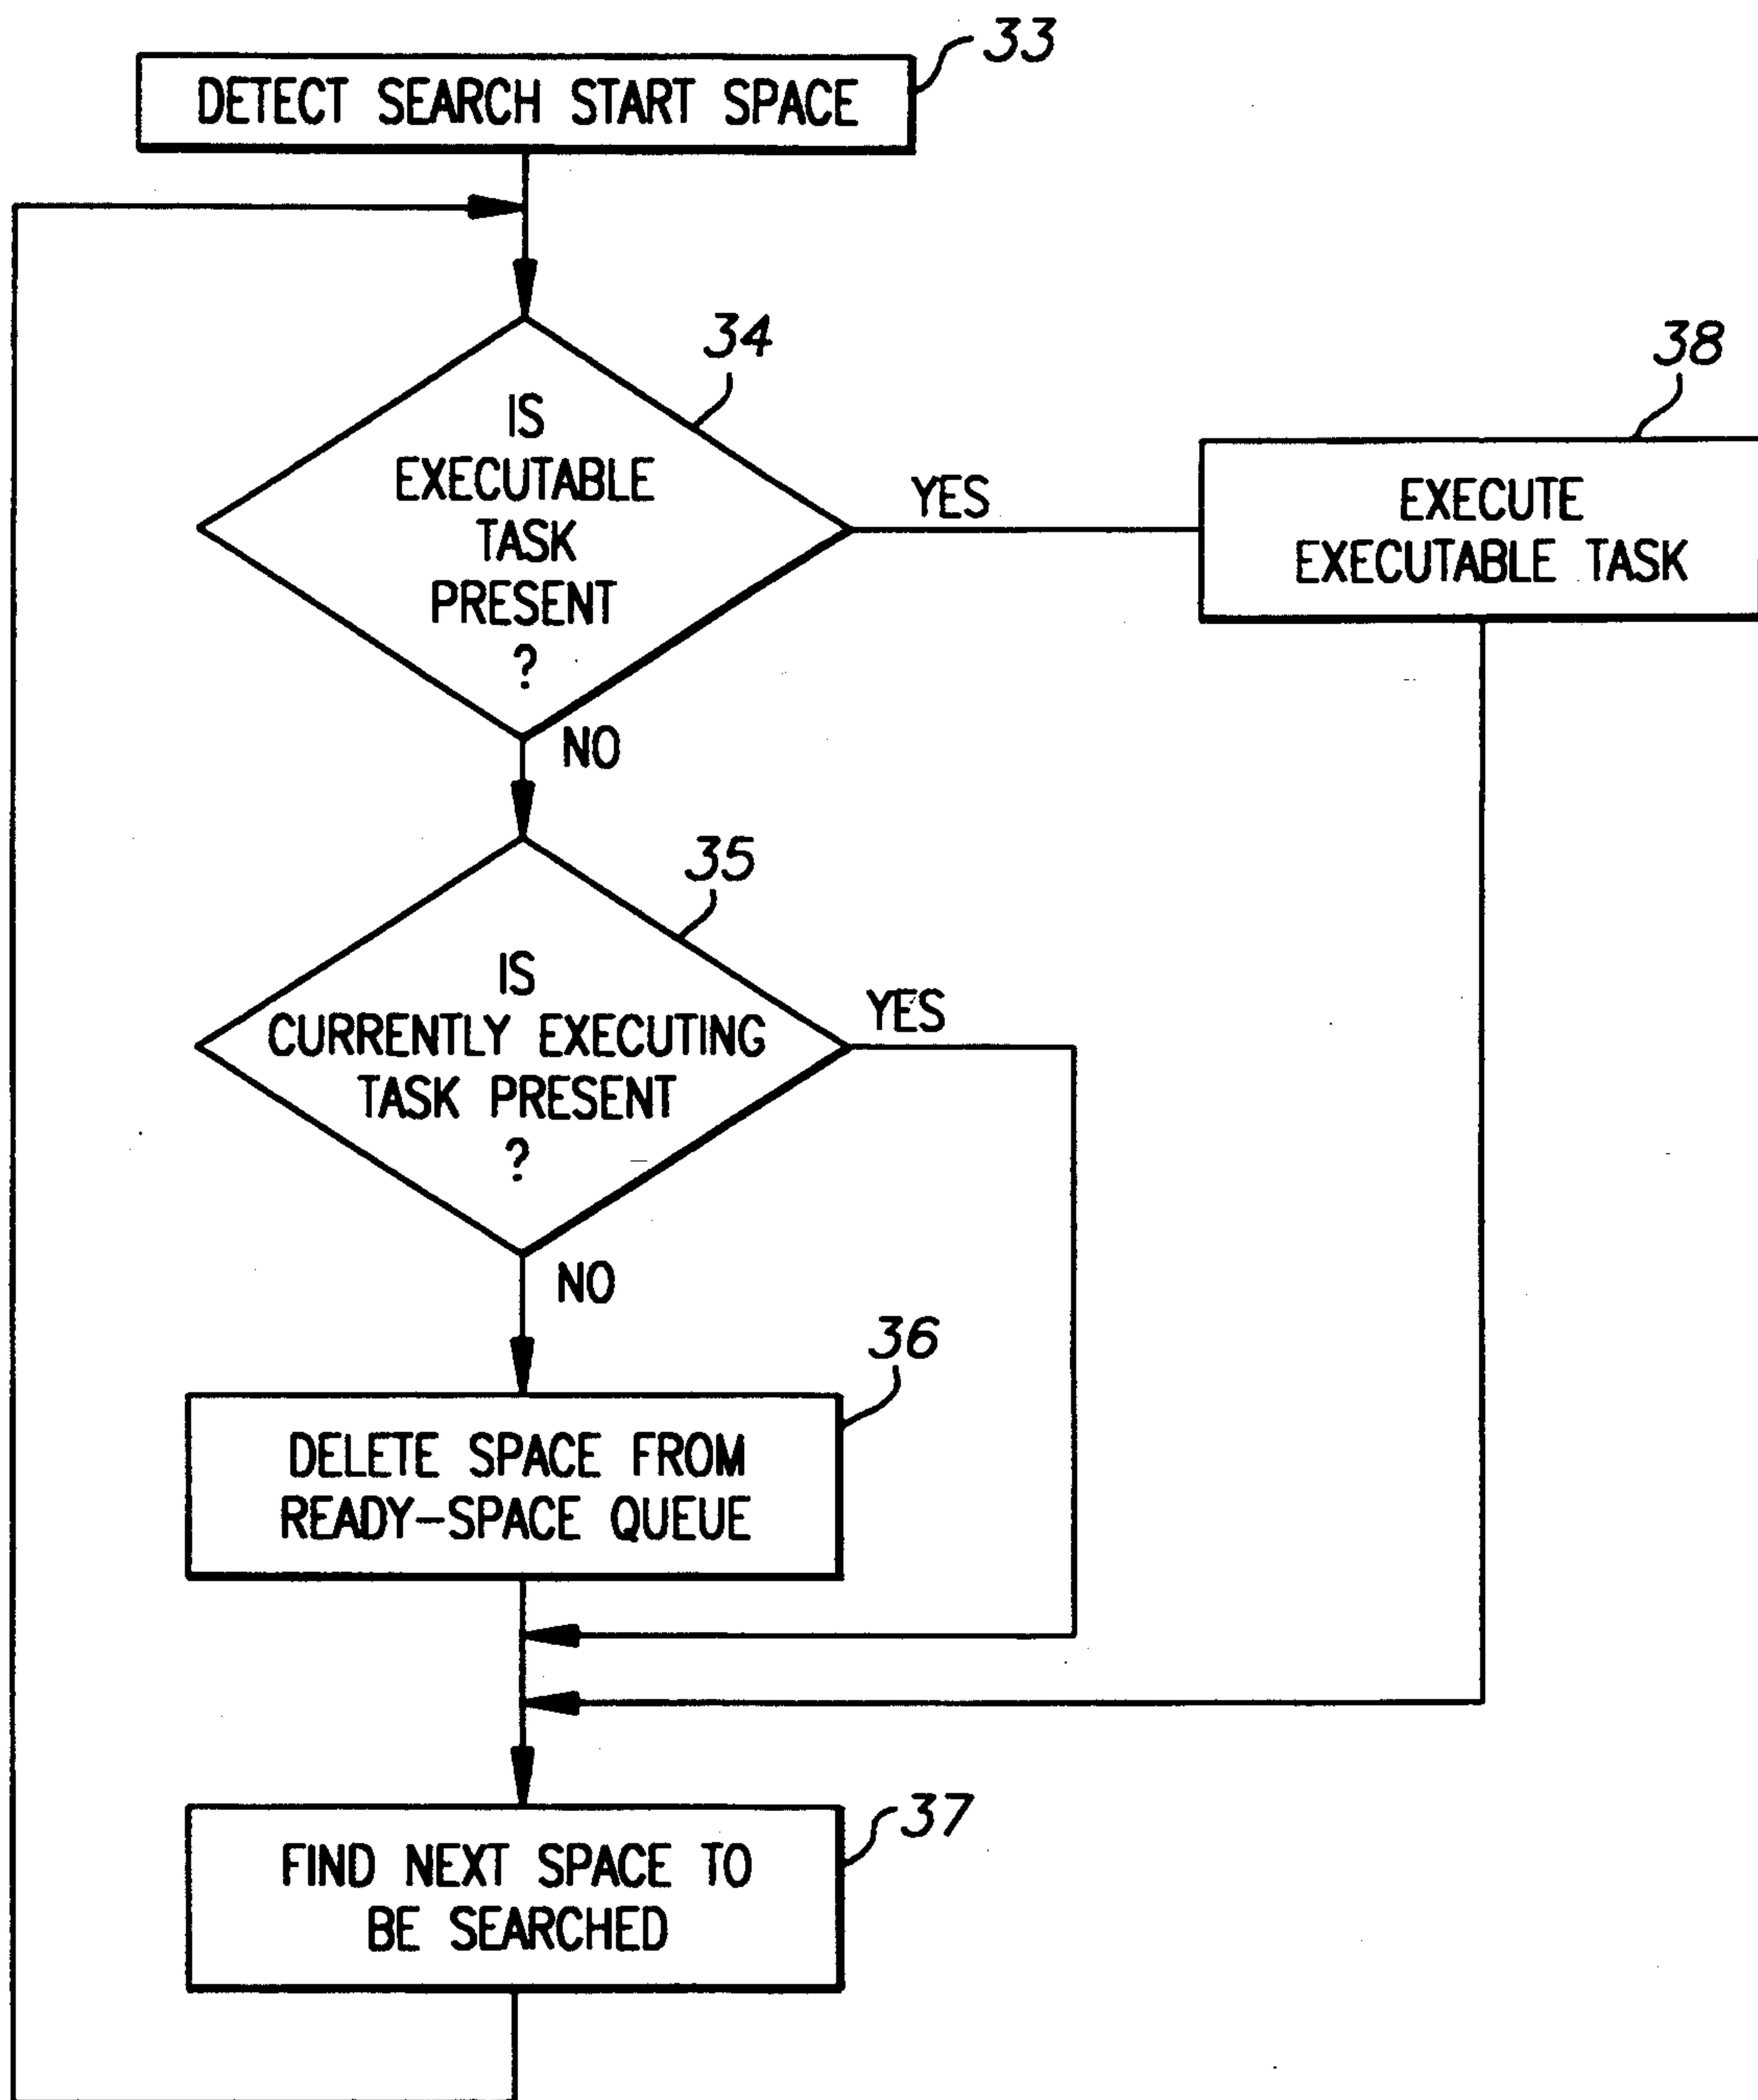 33
DETECT SEARCH START SPACE
34
IS
EXECUTABLE
TASK
PRESENT
?
YES
38
EXECUTE
EXECUTABLE TASK
NO
35
IS
CURRENTLY EXECUTING
TASK PRESENT
?
YES
NO
36
DELETE SPACE FROM
READY-SPACE QUEUE
37
FIND NEXT SPACE TO
BE SEARCHED